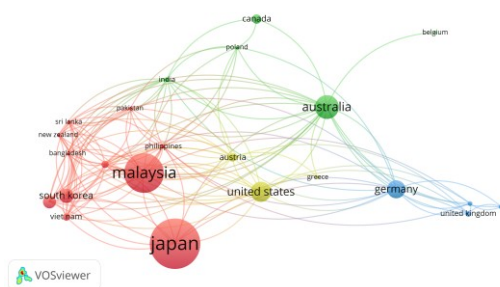 canada
belgium
poland
india
australia
pakistan
sri lanka
new zealand
philippines
bangladesh
austria
malaysia
greece
south korea
united states
germany
vietnam
united kingdom
japan
VOSviewer